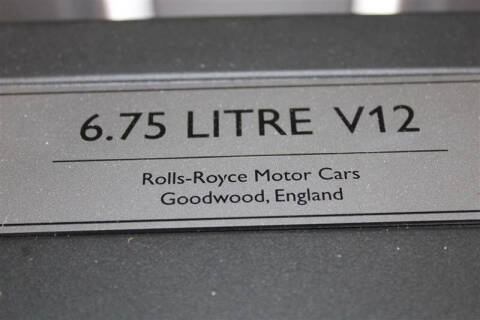 6.75 LITRE V12
Rolls-Royce Motor Cars
Goodwood, England